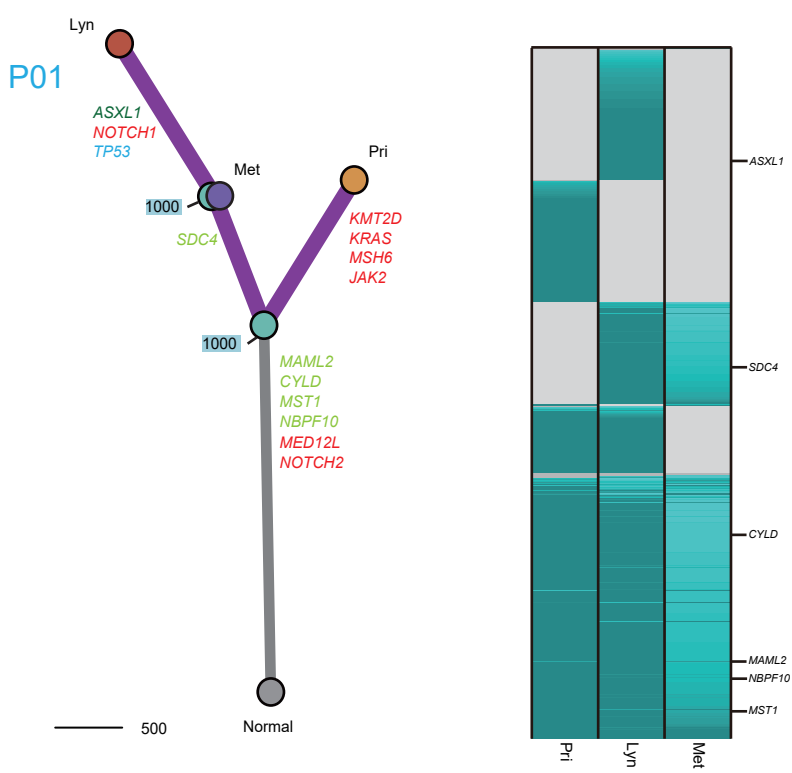 Lyn
P01
ASXL1
NOTCH1
TP53
Met
Pri
1000
SDC4
KMT2D
KRAS
MSH6
JAK2
1000
MAML2
CYLD
MST1
NBPF10
MED12L
NOTCH2
500
Normal
ASXL1
SDC4
CYLD
MAML2
NBPF10
MST1
Pri
Lyn
Met